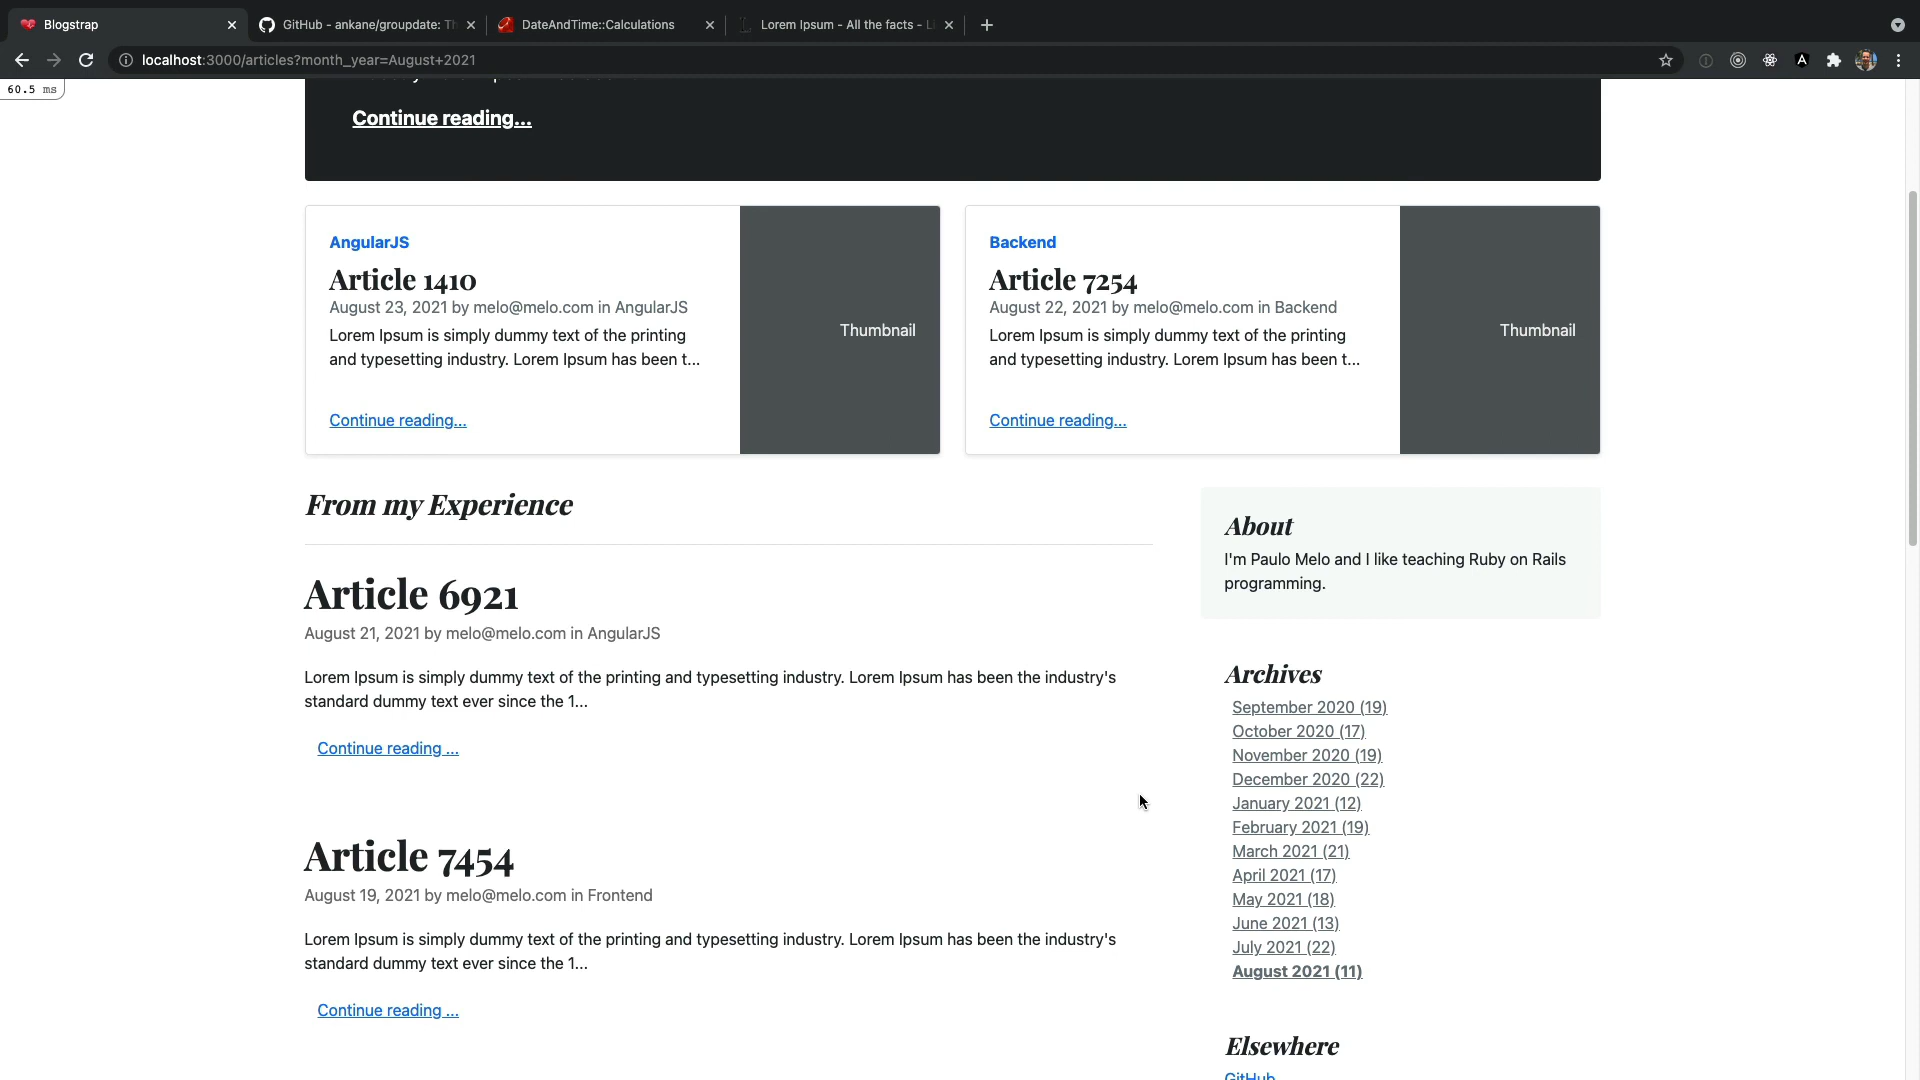 Blogstrap
GitHub - ankane/groupdate: Th
DateAndTime::Calculations
Lorem Ipsum - All the facts - Li
localhost:3000/articles?month_year=August+2021
60.5 ms
Continue reading...
AngularJS
Article 1410
August 23, 2021 by melo@melo.com in AngularJS
Lorem Ipsum is simply dummy text of the printing
and typesetting industry. Lorem Ipsum has been t...
Continue reading...
Thumbnail
Backend
Article 7254
August 22, 2021 by melo@melo.com in Backend
Lorem Ipsum is simply dummy text of the printing
and typesetting industry. Lorem Ipsum has been t...
Continue reading...
Thumbnail
From my Experience
Article 6921
August 21, 2021 by melo@melo.com in AngularJS
Lorem Ipsum is simply dummy text of the printing and typesetting industry. Lorem Ipsum has been the industry's
standard dummy text ever since the 1...
Continue reading ...
Article 7454
August 19, 2021 by melo@melo.com in Frontend
Lorem Ipsum is simply dummy text of the printing and typesetting industry. Lorem Ipsum has been the industry's
standard dummy text ever since the 1...
Continue reading ...
About
I'm Paulo Melo and I like teaching Ruby on Rails
programming.
Archives
September 2020 (19)
October 2020 (17)
November 2020 (19)
December 2020 (22)
January 2021 (12)
February 2021 (19)
March 2021 (21)
April 2021 (17)
May 2021 (18)
June 2021 (13)
July 2021 (22)
August 2021 (11)
Elsewhere
GitHub